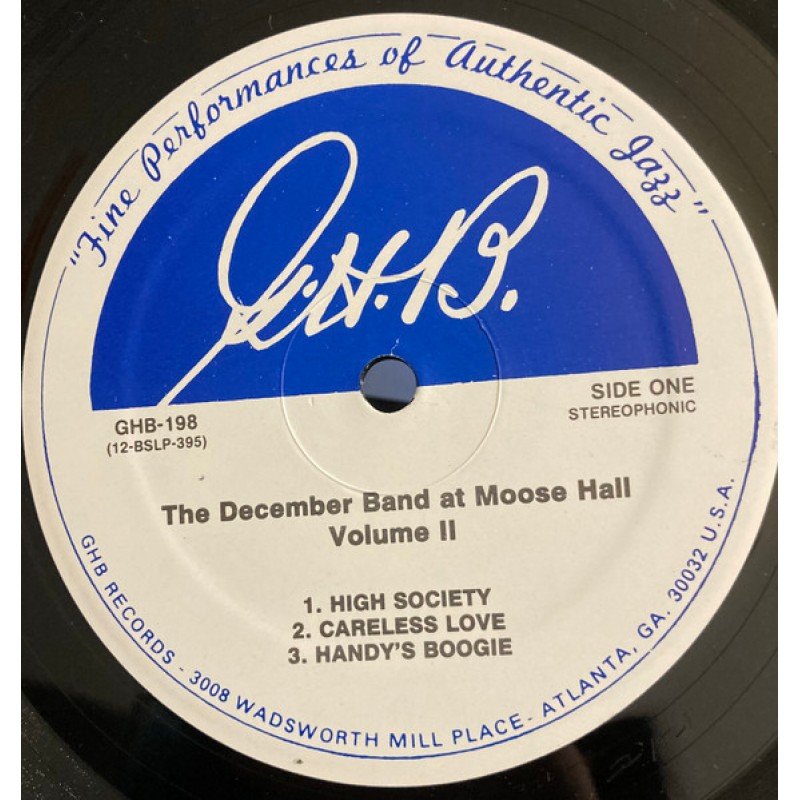 "Fine Performances of Authentic Jazz"
G.H.B.
GHB-198
(12-BSLP-395)
SIDE ONE
STEREOPHONIC
The December Band at Moose Hall
Volume II
1. HIGH SOCIETY
2. CARELESS LOVE
3. HANDY'S BOOGIE
GHB RECORDS - 3008 WADSWORTH MILL PLACE - ATLANTA, GA. 30032 U.S.A.